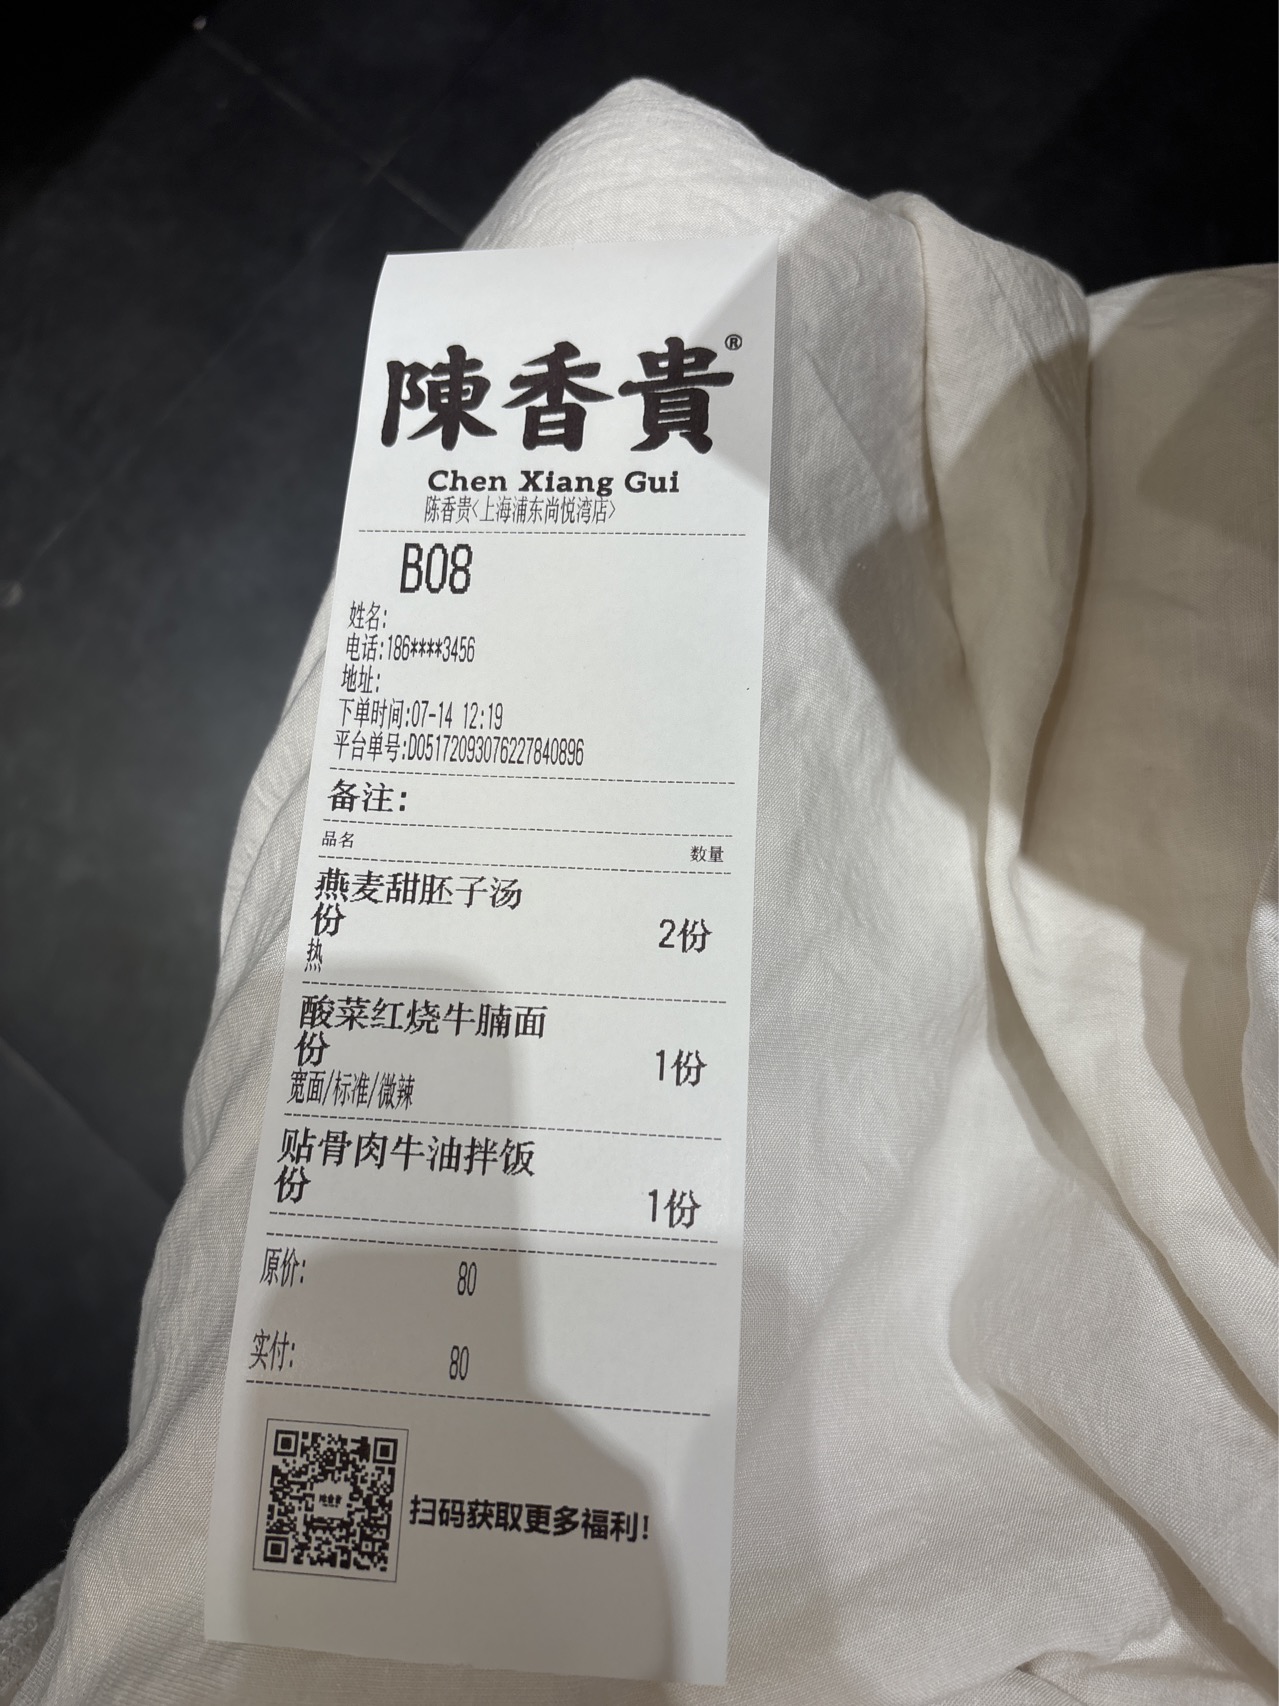 陳香貴®
Chen Xiang Gui
陈香贵<上海浦东尚悦湾店>
B08
姓名:
电话:186****3456
地址:
下单时间:07-14 12:19
平台单号:D05172093076227840896
备注:
品名 数量
燕麦甜胚子汤
份 2份
热
酸菜红烧牛腩面
份 1份
宽面/标准/微辣
贴骨肉牛油拌饭
份 1份
原价: 80
实付: 80
扫码获取更多福利!